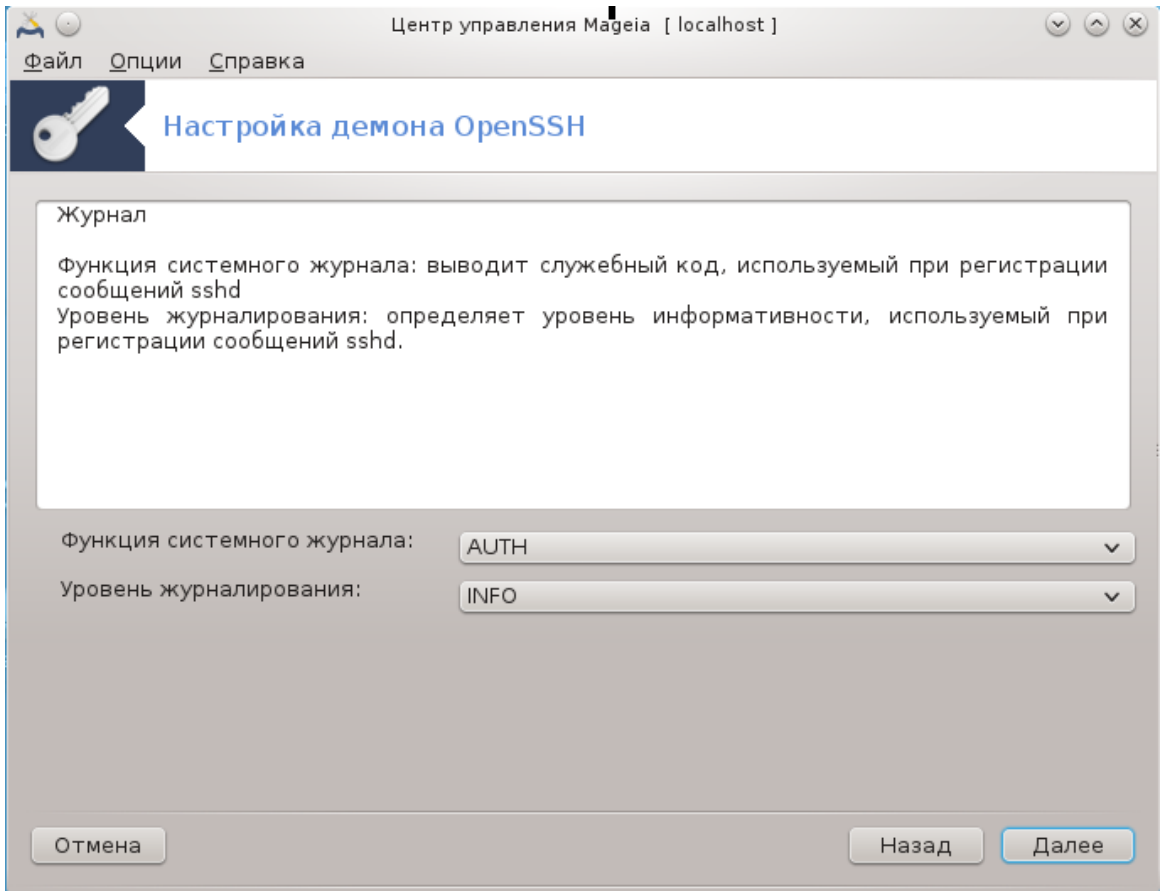 Центр управления Mageia [ localhost ]
Файл Опции Справка
Настройка демона OpenSSH
Журнал
Функция системного журнала: выводит служебный код, используемый при регистрации
сообщений sshd
Уровень журналирования: определяет уровень информативности, используемый при
регистрации сообщений sshd.
Функция системного журнала: AUTH
Уровень журналирования: INFO
Отмена Назад Далее